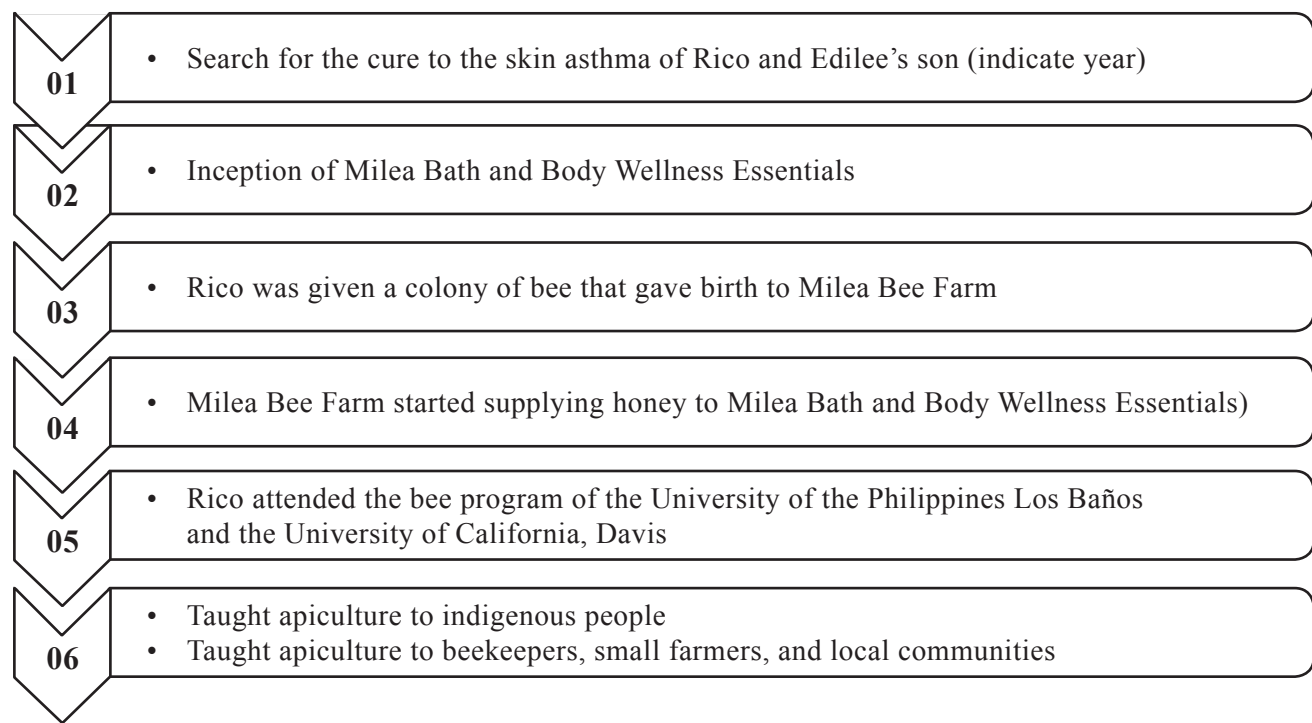 01
• Search for the cure to the skin asthma of Rico and Edilee’s son (indicate year)
02
• Inception of Milea Bath and Body Wellness Essentials
03
• Rico was given a colony of bee that gave birth to Milea Bee Farm
04
• Milea Bee Farm started supplying honey to Milea Bath and Body Wellness Essentials)
05
• Rico attended the bee program of the University of the Philippines Los Baños
and the University of California, Davis
06
• Taught apiculture to indigenous people
• Taught apiculture to beekeepers, small farmers, and local communities